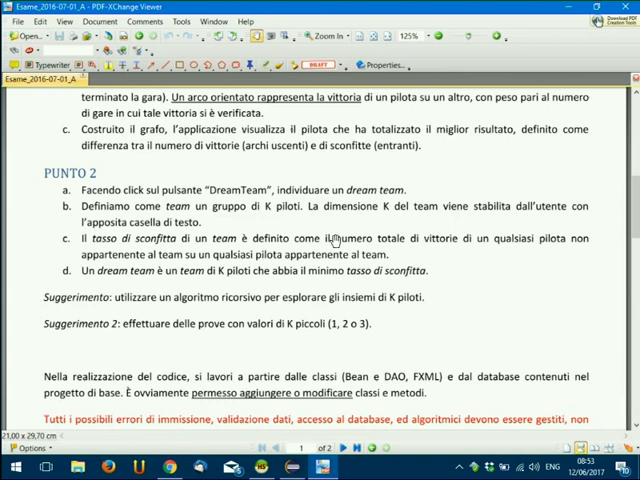 Esame_2016-07-01_A - PDF-XChange Viewer
File Edit View Document Comments Tools Window Help
Open... Zoom In 125%
Typewriter DRAFT Properties...
Esame_2016-07-01_A
terminato la gara). Un arco orientato rappresenta la vittoria di un pilota su un altro, con peso pari al numero
di gare in cui tale vittoria si è verificata.
c. Costruito il grafo, l'applicazione visualizza il pilota che ha totalizzato il miglior risultato, definito come
differenza tra il numero di vittorie (archi uscenti) e di sconfitte (entranti).
PUNTO 2
a. Facendo click sul pulsante “DreamTeam”, individuare un dream team.
b. Definiamo come team un gruppo di K piloti. La dimensione K del team viene stabilita dall'utente con
l'apposita casella di testo.
c. Il tasso di sconfitta di un team è definito come il numero totale di vittorie di un qualsiasi pilota non
appartenente al team su un qualsiasi pilota appartenente al team.
d. Un dream team è un team di K piloti che abbia il minimo tasso di sconfitta.
Suggerimento: utilizzare un algoritmo ricorsivo per esplorare gli insiemi di K piloti.
Suggerimento 2: effettuare delle prove con valori di K piccoli (1, 2 o 3).
Nella realizzazione del codice, si lavori a partire dalle classi (Bean e DAO, FXML) e dal database contenuti nel
progetto di base. È ovviamente permesso aggiungere o modificare classi e metodi.
Tutti i possibili errori di immissione, validazione dati, accesso al database, ed algoritmici devono essere gestiti, non
21,00 x 29,70 cm
Options 1 of 2
ENG
08:53
12/06/2017